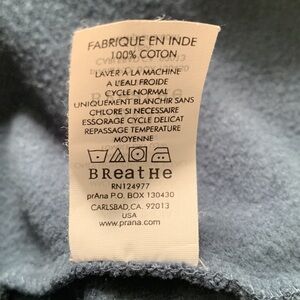 FABRIQUE EN INDE
100% COTON
LAVER À LA MACHINE
A L'EAU FROIDE
CYCLE NORMAL
UNIQUEMENT BLANCHIR SANS
CHLORE SI NECESSAIRE
ESSORAGE CYCLE DELICAT
REPASSAGE TEMPERATURE
MOYENNE
BReatHe
RN124977
prAna P.O. BOX 130430
CARLSBAD, CA. 92013
USA
www.prana.com